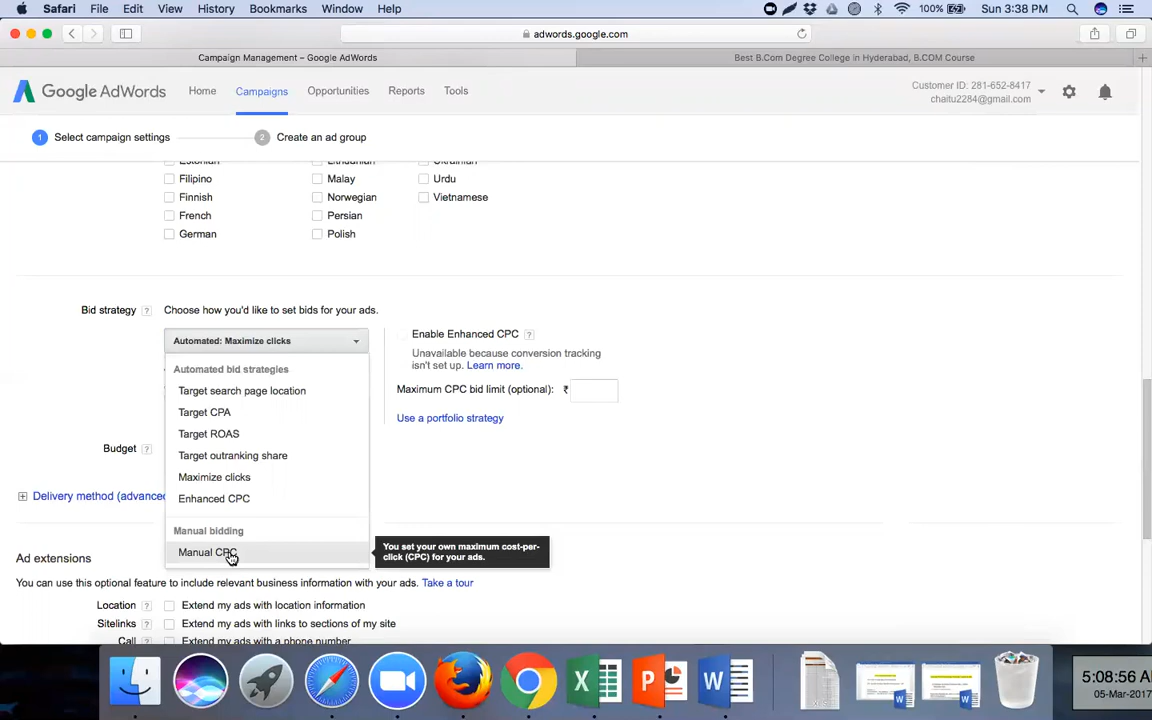 Safari File Edit View History Bookmarks Window Help 100% Sun 3:38 PM
adwords.google.com
Campaign Management – Google AdWords Best B.Com Degree College in Hyderabad, B.COM Course
Google AdWords Home Campaigns Opportunities Reports Tools
Customer ID: 281-652-8417
chaitu2284@gmail.com
1 Select campaign settings 2 Create an ad group
Estonian Lithuanian Ukrainian
Filipino Malay Urdu
Finnish Norwegian Vietnamese
French Persian
German Polish
Bid strategy ? Choose how you'd like to set bids for your ads.
Automated: Maximize clicks
Enable Enhanced CPC ?
Unavailable because conversion tracking
isn't set up. Learn more.
Maximum CPC bid limit (optional): ₹
Use a portfolio strategy
Automated bid strategies
Target search page location
Target CPA
Target ROAS
Target outranking share
Maximize clicks
Enhanced CPC
Manual bidding
Manual CPC
You set your own maximum cost-per-
click (CPC) for your ads.
Budget ?
Delivery method (advanced
Ad extensions
You can use this optional feature to include relevant business information with your ads. Take a tour
Location ? Extend my ads with location information
Sitelinks ? Extend my ads with links to sections of my site
Call ? Extend my ads with a phone number
X P W
W W
5:08:56 A
05-Mar-2017